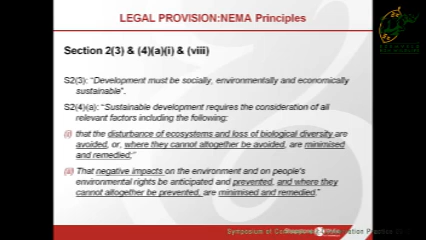 LEGAL PROVISION:NEMA Principles
Section 2(3) & (4)(a)(i) & (viii)
S2(3): "Development must be socially, environmentally and economically
sustainable".
S2(4)(a): "Sustainable development requires the consideration of all
relevant factors including the following:
(i) that the disturbance of ecosystems and loss of biological diversity are
avoided, or, where they cannot altogether be avoided, are minimised
and remedied;"
(ii) That negative impacts on the environment and on people's
environmental rights be anticipated and prevented, and where they
cannot altogether be prevented, are minimised and remedied."
Symposium of
Practice